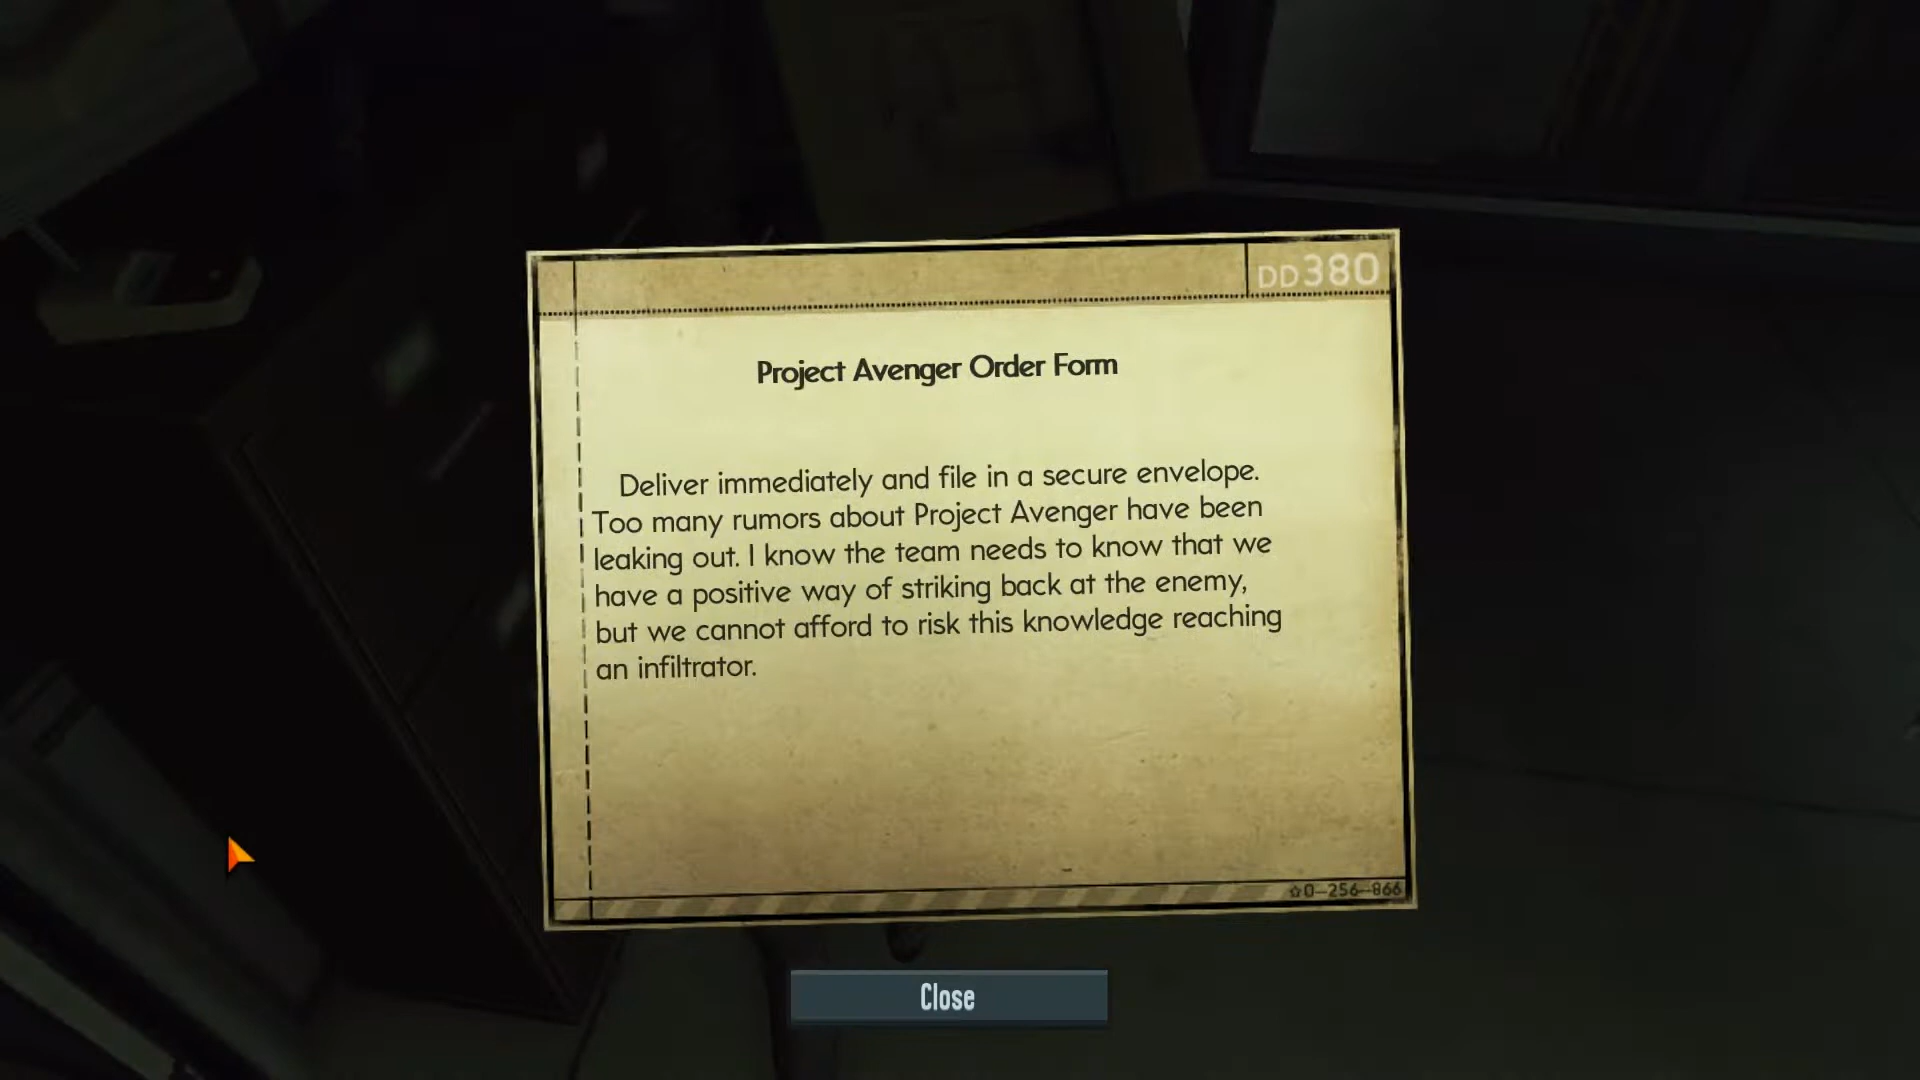 DD380
Project Avenger Order Form
Deliver immediately and file in a secure envelope.
Too many rumors about Project Avenger have been
leaking out. I know the team needs to know that we
have a positive way of striking back at the enemy,
but we cannot afford to risk this knowledge reaching
an infiltrator.
☆0-256-866
Close